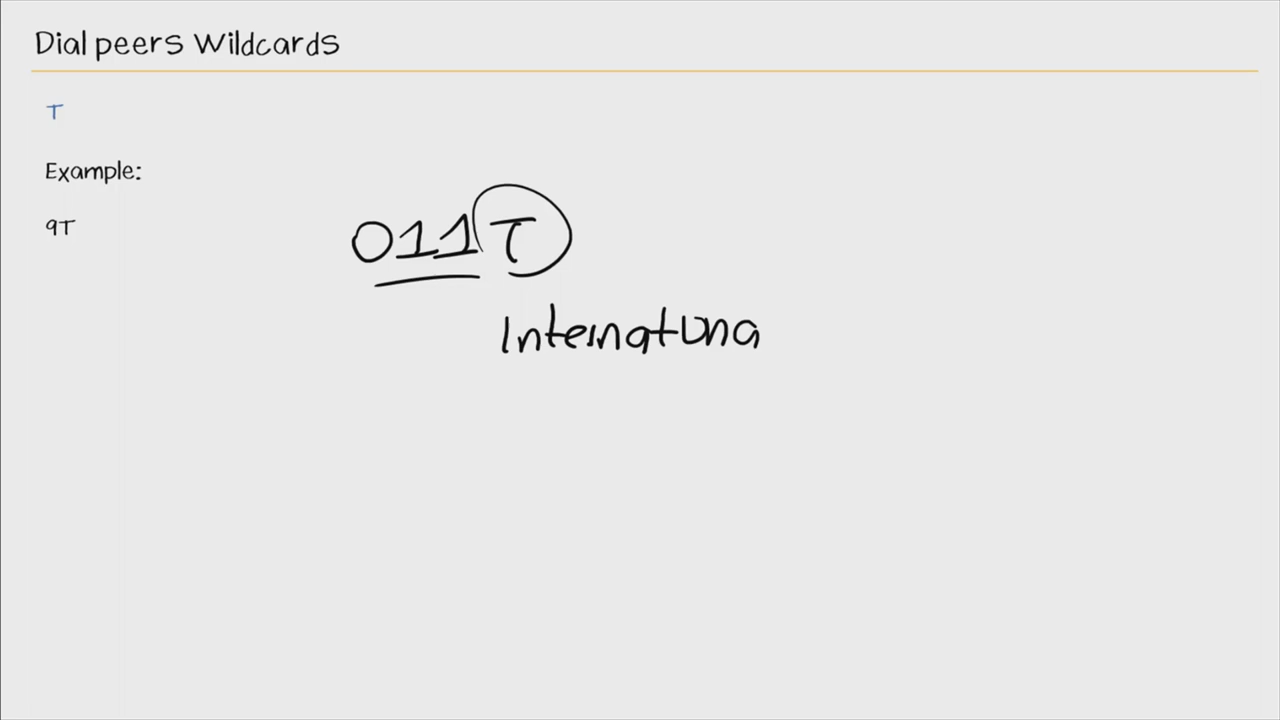 Dial peers Wildcards
T
Example:
9T
011T
Internationa